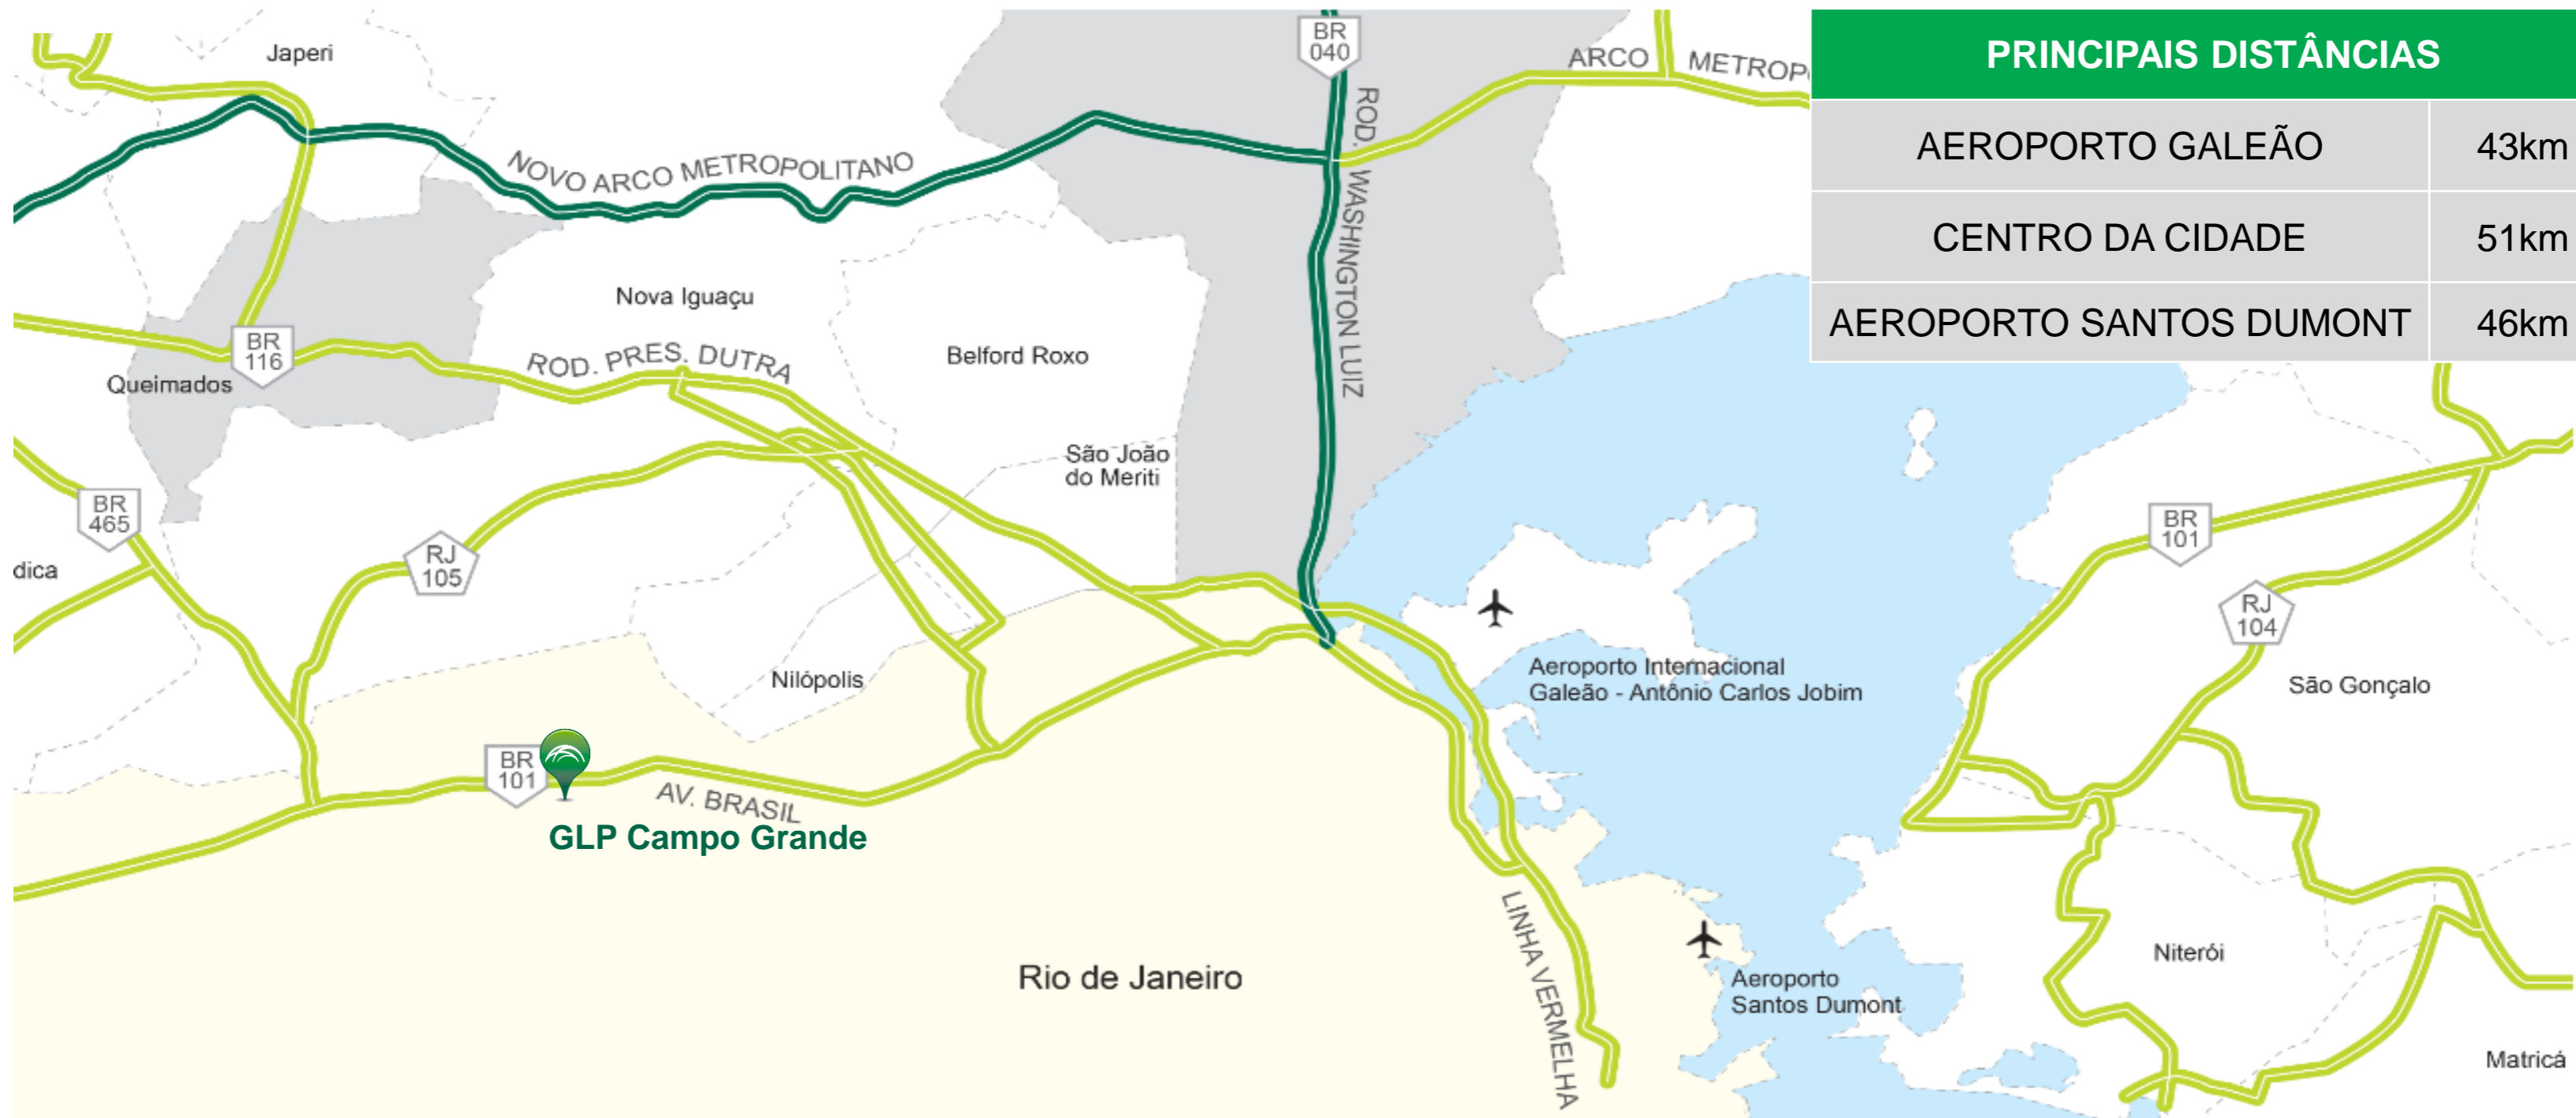 PRINCIPAIS DISTÂNCIAS
AEROPORTO GALEÃO 43km
CENTRO DA CIDADE 51km
AEROPORTO SANTOS DUMONT 46km
Japeri
BR
040
ARCO METROP
ROD. WASHINGTON LUIZ
NOVO ARCO METROPOLITANO
Nova Iguaçu
BR
116
ROD. PRES. DUTRA
Belford Roxo
Queimados
São João
do Meriti
BR
465
RJ
105
dica
BR
101
RJ
104
Aeroporto Internacional
Galeão - Antônio Carlos Jobim
São Gonçalo
Nilópolis
BR
101
AV. BRASIL
GLP Campo Grande
LINHA VERMELHA
Rio de Janeiro
Aeroporto
Santos Dumont
Niterói
Matricá